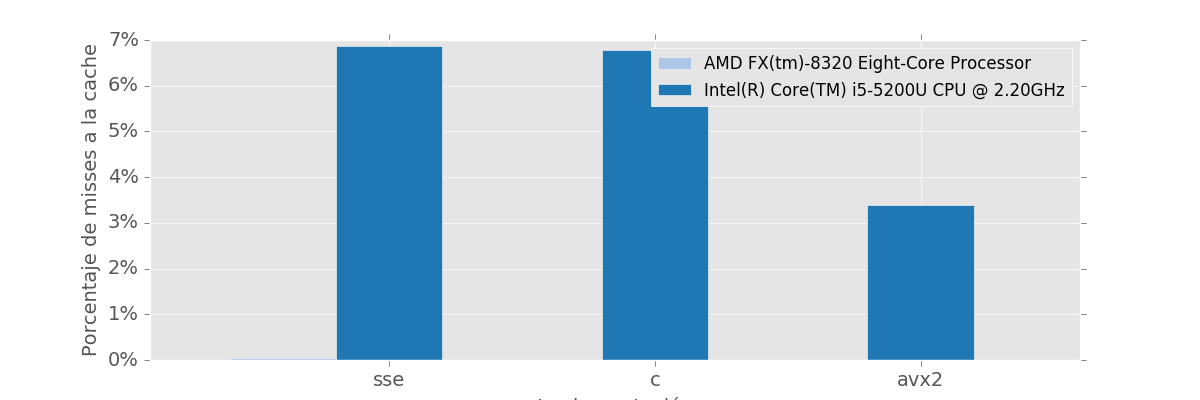 Porcentaje de misses a la cache
7%
6%
5%
4%
3%
2%
1%
0%
AMD FX(tm)-8320 Eight-Core Processor
Intel(R) Core(TM) i5-5200U CPU @ 2.20GHz
sse
c
avx2